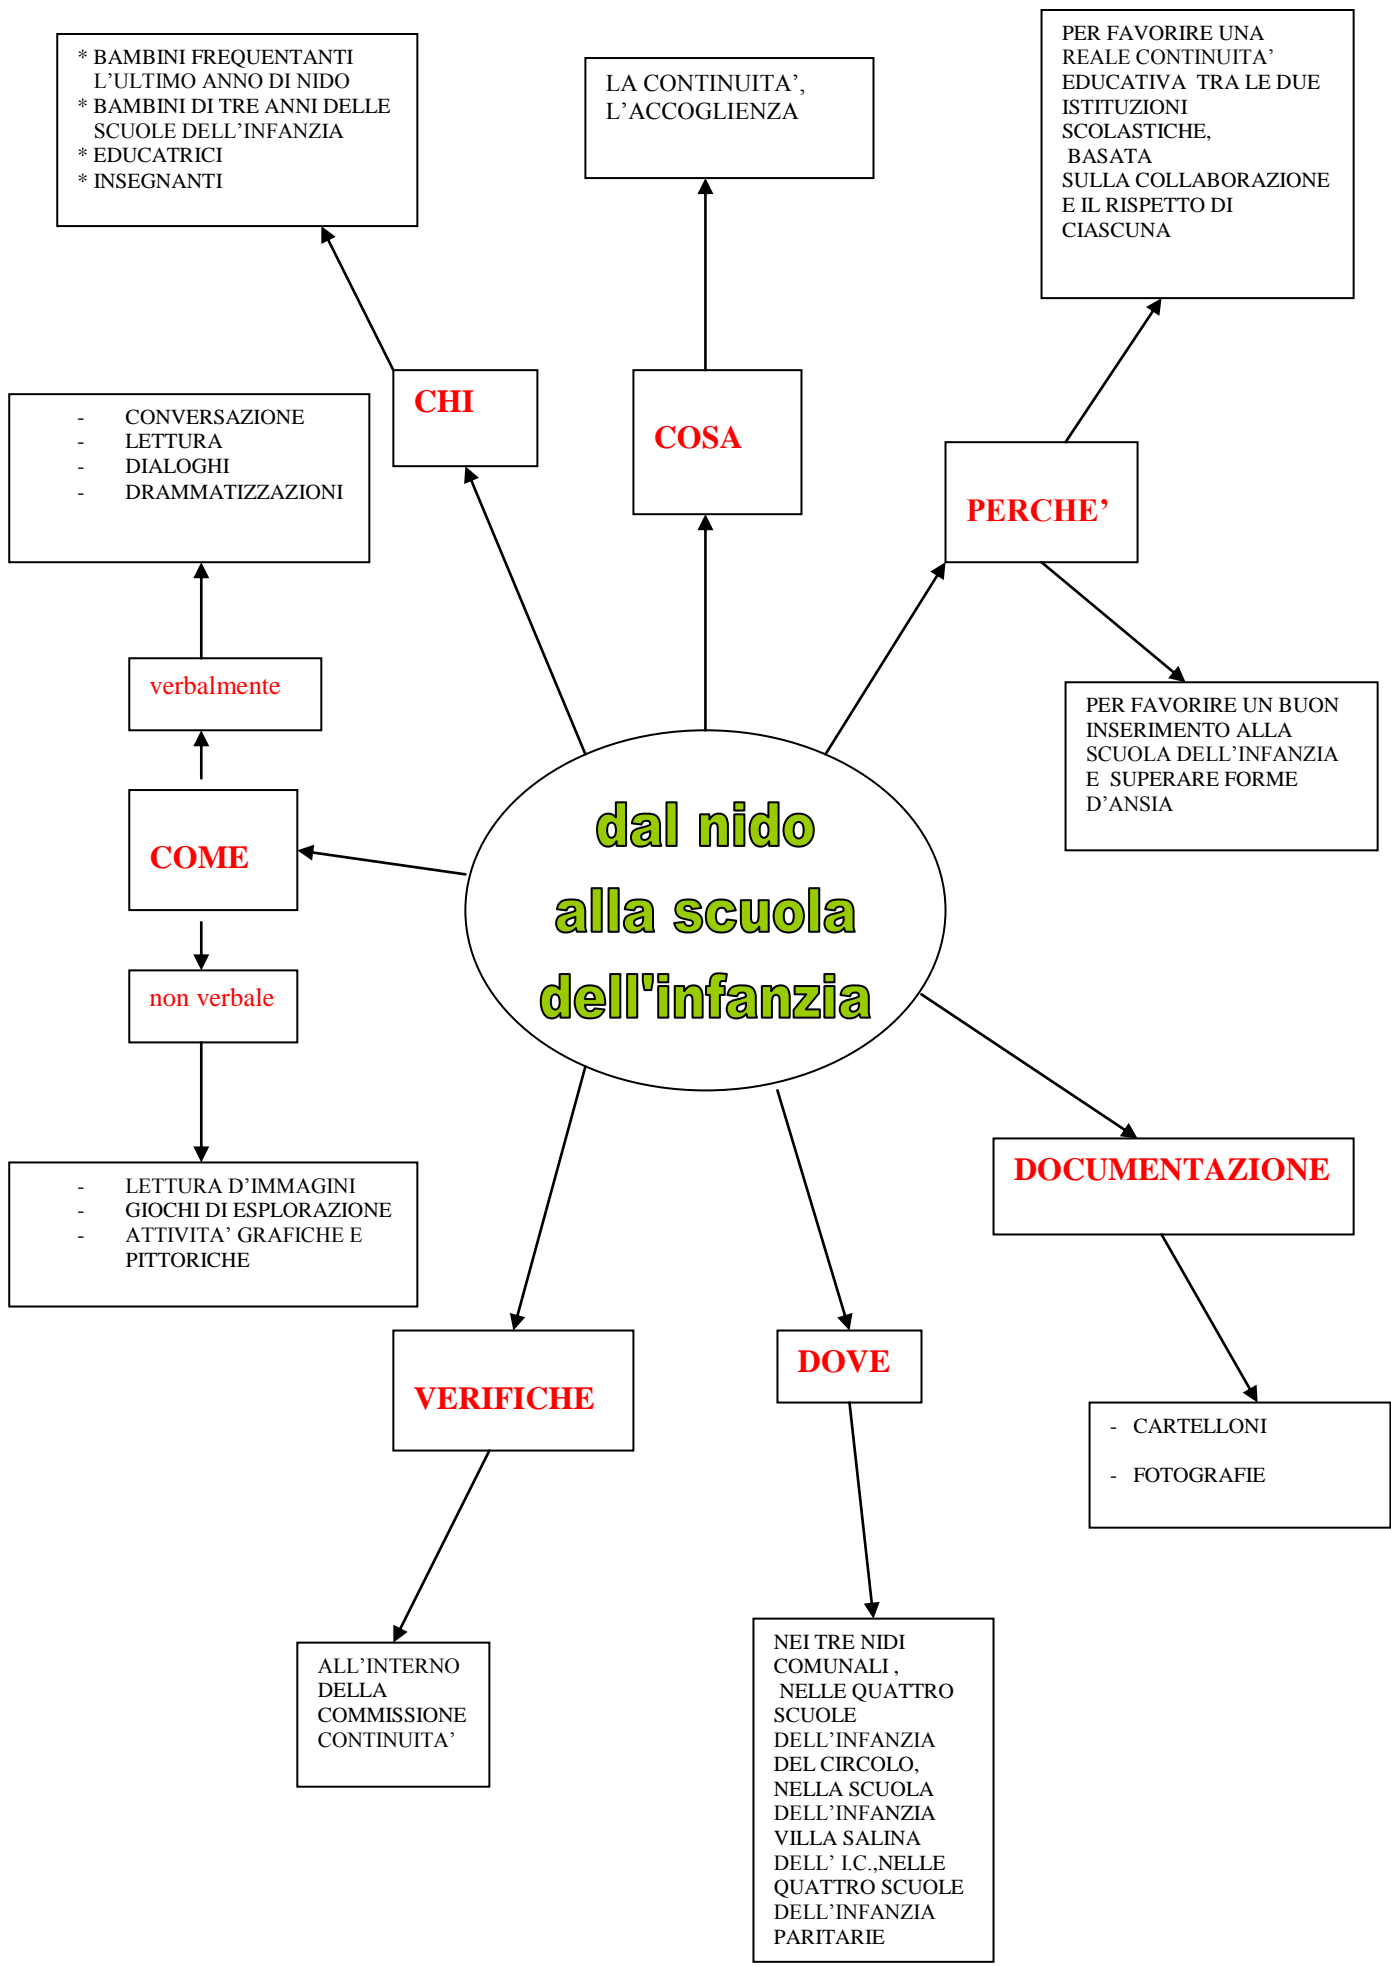 * BAMBINI FREQUENTANTI
L'ULTIMO ANNO DI NIDO
* BAMBINI DI TRE ANNI DELLE
SCUOLE DELL'INFANZIA
* EDUCATRICI
* INSEGNANTI
LA CONTINUITA',
L'ACCOGLIENZA
PER FAVORIRE UNA
REALE CONTINUITA'
EDUCATIVA TRA LE DUE
ISTITUZIONI
SCOLASTICHE,
BASATA
SULLA COLLABORAZIONE
E IL RISPETTO DI
CIASCUNA
CHI
COSA
PERCHE'
- CONVERSAZIONE
- LETTURA
- DIALOGHI
- DRAMMATIZZAZIONI
verbalmente
PER FAVORIRE UN BUON
INSERIMENTO ALLA
SCUOLA DELL'INFANZIA
E SUPERARE FORME
D'ANSIA
COME
dal nido
alla scuola
dell'infanzia
non verbale
- LETTURA D'IMMAGINI
- GIOCHI DI ESPLORAZIONE
- ATTIVITA' GRAFICHE E
PITTORICHE
DOCUMENTAZIONE
VERIFICHE
DOVE
- CARTELLONI
- FOTOGRAFIE
ALL'INTERNO
DELLA
COMMISSIONE
CONTINUITA'
NEI TRE NIDI
COMUNALI ,
NELLE QUATTRO
SCUOLE
DELL'INFANZIA
DEL CIRCOLO,
NELLA SCUOLA
DELL'INFANZIA
VILLA SALINA
DELL' I.C.,NELLE
QUATTRO SCUOLE
DELL'INFANZIA
PARITARIE